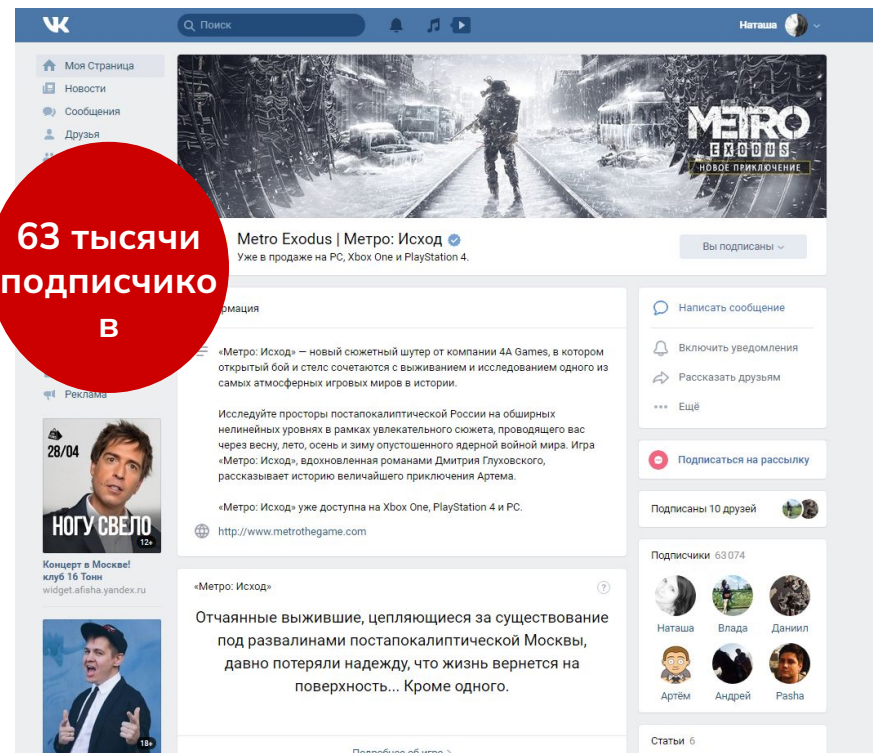 Поиск
Наташа
Моя Страница
Новости
Сообщения
Друзья
63 тысячи
подписчико
в
Реклама
28/04
НОГУ СВЕЛО
12+
Концерт в Москве!
клуб 16 Тонн
widget.afisha.yandex.ru
18+
METRO
EXODUS
НОВОЕ ПРИКЛЮЧЕНИЕ
Metro Exodus | Метро: Исход
Уже в продаже на PC, Xbox One и PlayStation 4.
Вы подписаны
рмация
«Метро: Исход» — новый сюжетный шутер от компании 4A Games, в котором
открытый бой и стелс сочетаются с выживанием и исследованием одного из
самых атмосферных игровых миров в истории.
Исследуйте просторы постапокалиптической России на обширных
нелинейных уровнях в рамках увлекательного сюжета, проводящего вас
через весну, лето, осень и зиму опустошенного ядерной войной мира. Игра
«Метро: Исход», вдохновленная романами Дмитрия Глуховского,
рассказывает историю величайшего приключения Артема.
«Метро: Исход» уже доступна на Xbox One, PlayStation 4 и PC.
http://www.metrothegame.com
«Метро: Исход»
Отчаянные выжившие, цепляющиеся за существование
под развалинами постапокалиптической Москвы,
давно потеряли надежду, что жизнь вернется на
поверхность... Кроме одного.
Подробнее об игре >
Написать сообщение
Включить уведомления
Рассказать друзьям
Ещё
Подписаться на рассылку
Подписаны 10 друзей
Подписчики 63 074
Наташа Влада Даниил
Артём Андрей Pasha
Статьи 6